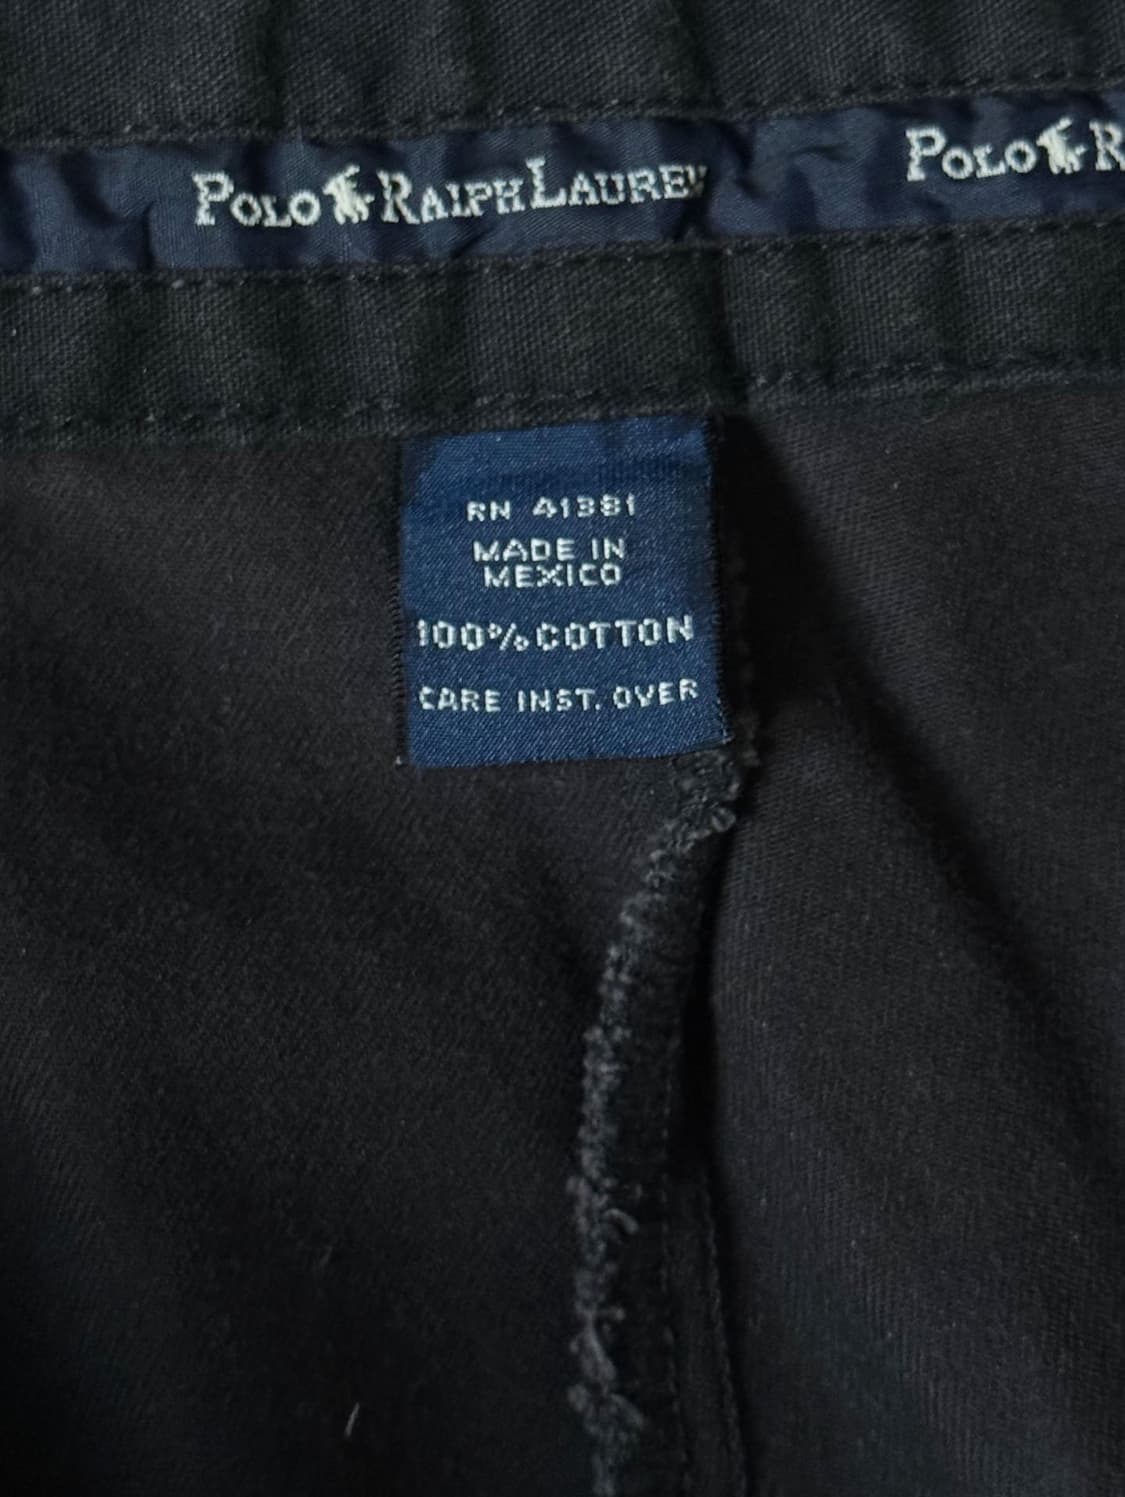 POLO RALPH LAUREN
POLO R
RN 41381
MADE IN
MEXICO
100% COTTON
CARE INST. OVER